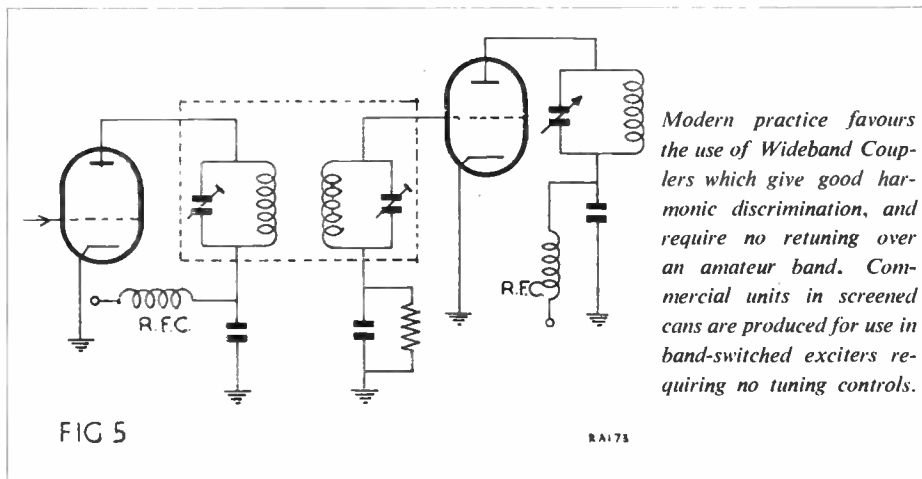 Modern practice favours
the use of Wideband Coup-
lers which give good har-
monic discrimination, and
require no retuning over
an amateur band. Com-
mercial units in screened
cans are produced for use in
band-switched exciters re-
quiring no tuning controls.
R.F.C.
R.F.C.
FIG 5
RA173